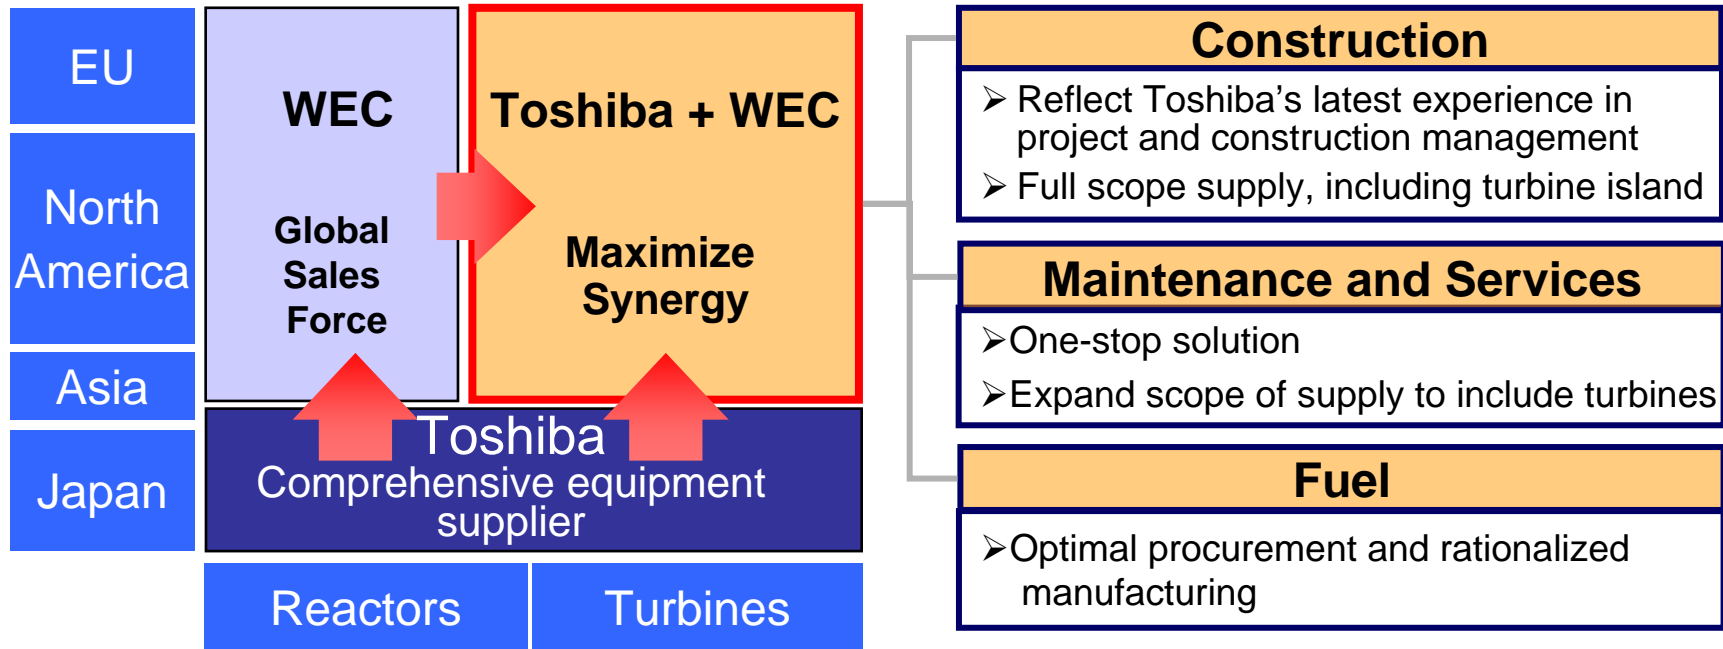 EU
North
America
Asia
Japan
WEC
Global
Sales
Force
Toshiba + WEC
Maximize
Synergy
Toshiba
Comprehensive equipment
supplier
Reactors
Turbines
Construction
➢ Reflect Toshiba’s latest experience in
project and construction management
➢ Full scope supply, including turbine island
Maintenance and Services
➢One-stop solution
➢Expand scope of supply to include turbines
Fuel
➢Optimal procurement and rationalized
manufacturing